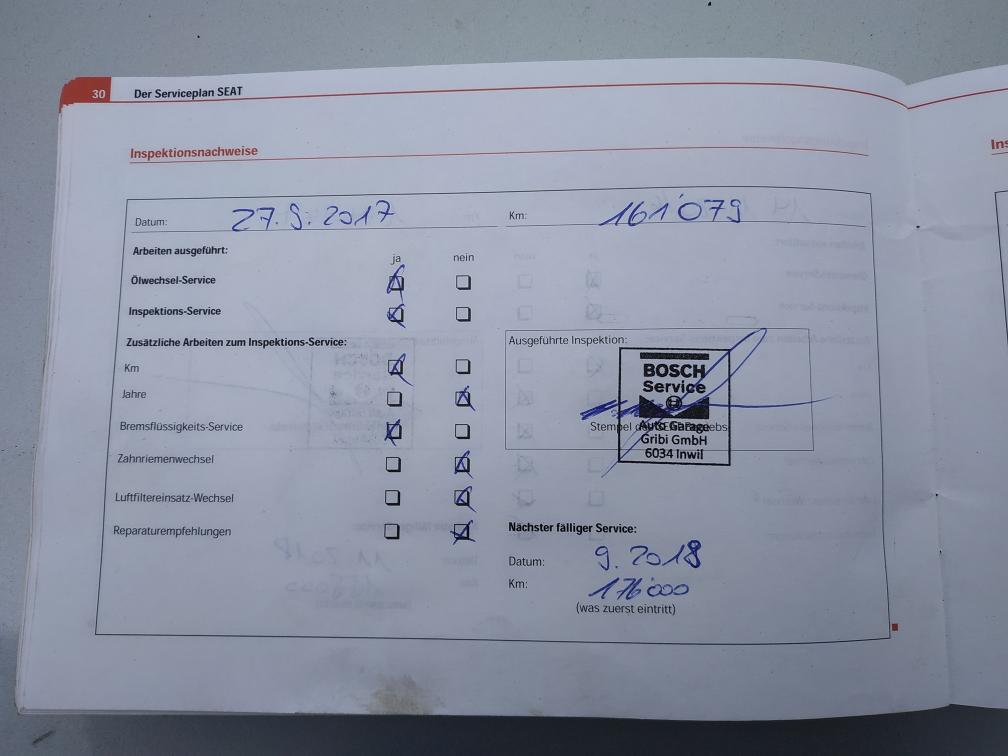 30 Der Serviceplan SEAT
Inspektionsnachweise
Ins
Datum: 27.9.2017 Km: 161'079
Arbeiten ausgeführt:
ja nein
Ölwechsel-Service
Inspektions-Service
Zusätzliche Arbeiten zum Inspektions-Service:
Km
Jahre
Bremsflüssigkeits-Service
Zahnriemenwechsel
Luftfiltereinsatz-Wechsel
Reparaturempfehlungen
Ausgeführte Inspektion:
BOSCH
Service
Stempel
Auto Garage
Gribi GmbH
6034 Inwil
Nächster fälliger Service:
Datum: 9.2018
Km: 176'000
(was zuerst eintritt)